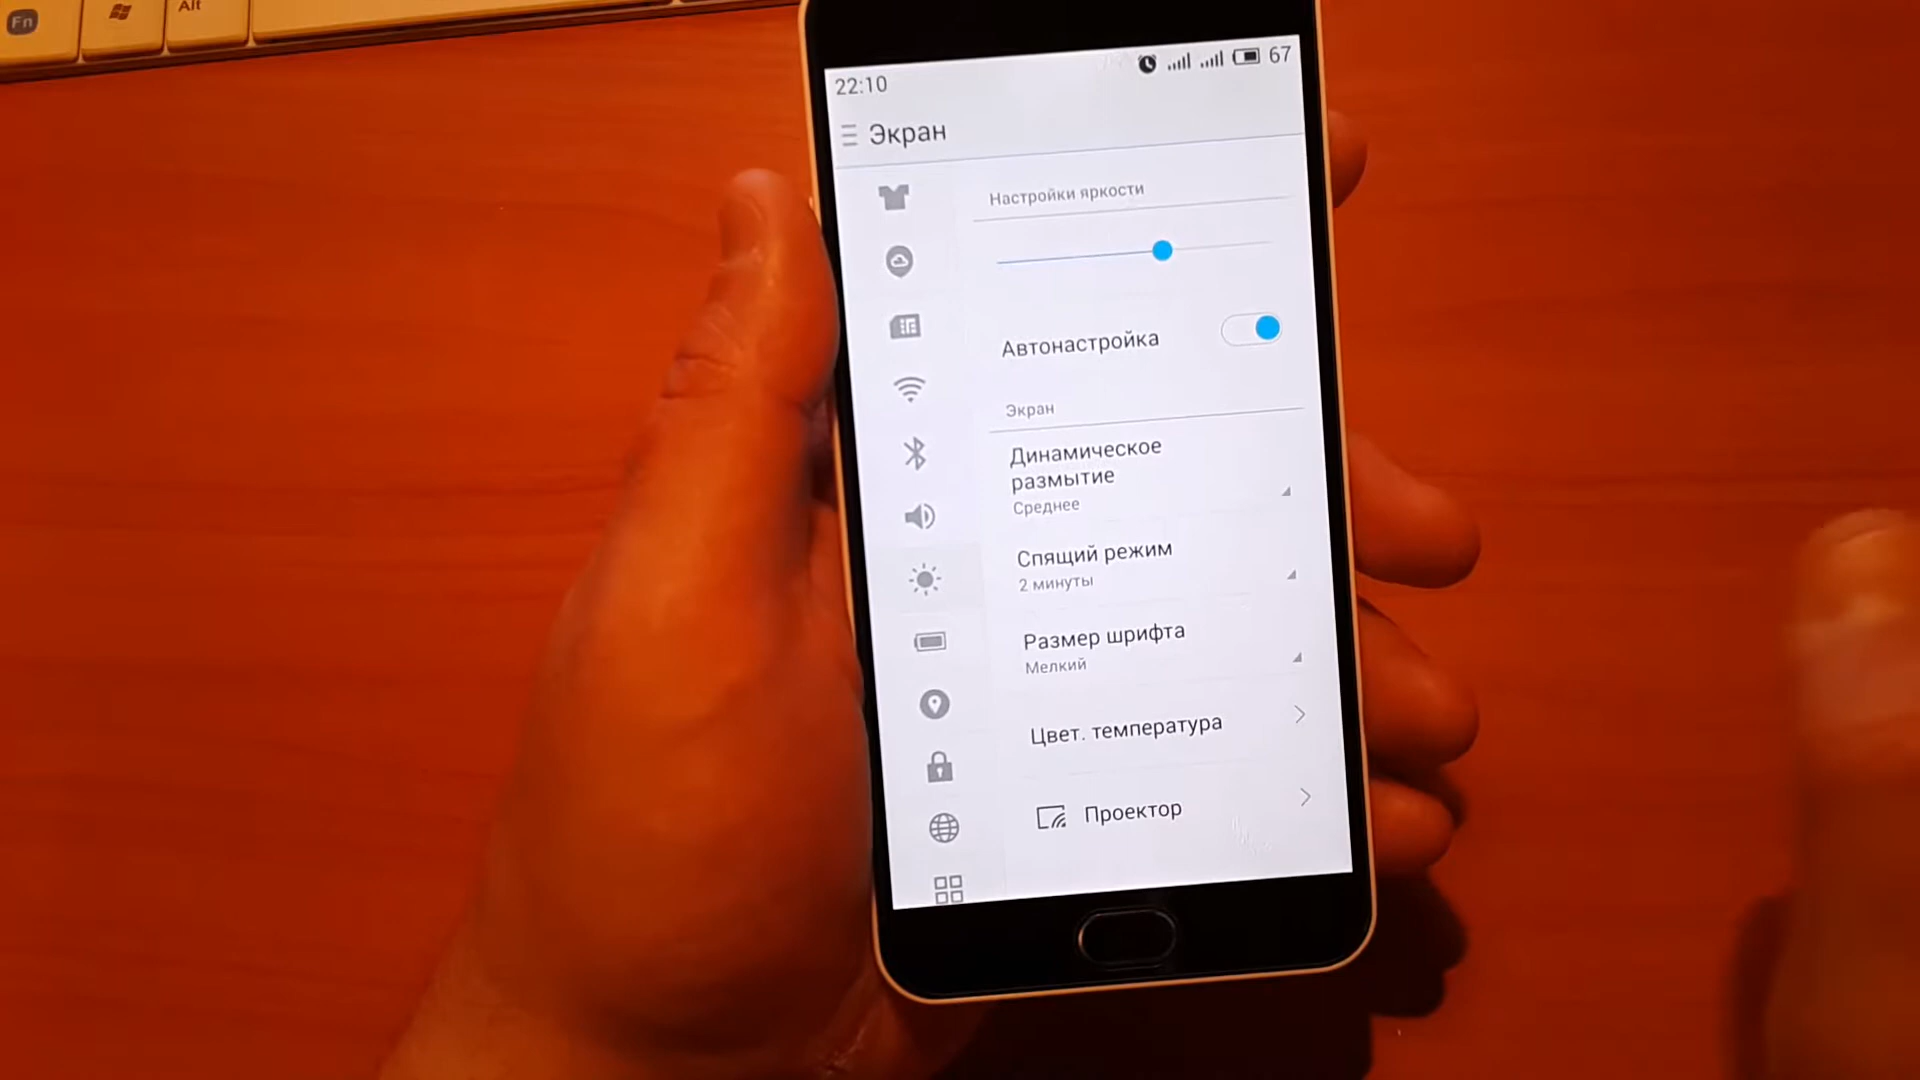 Fn
Alt
22:10
67
Экран
Настройки яркости
Автонастройка
Экран
Динамическое
размытие
Среднее
Спящий режим
2 минуты
Размер шрифта
Мелкий
Цвет. температура
Проектор